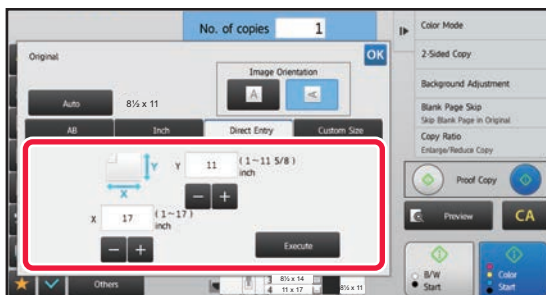 No. of copies 1
Original
OK
Image Orientation
A A
Auto 8½ x 11
AB Inch Direct Entry Custom Size
Y Y 11 (1~11 5/8) inch
X
X 17 (1~17) inch
Execute
Others
3 8½ x 14
4 11 x 17
8½ x 11
Color Mode
2-Sided Copy
Background Adjustment
Blank Page Skip
Skip Blank Page in Original
Copy Ratio
Enlarge/Reduce Copy
Proof Copy
Preview CA
B/W Start
Color Start